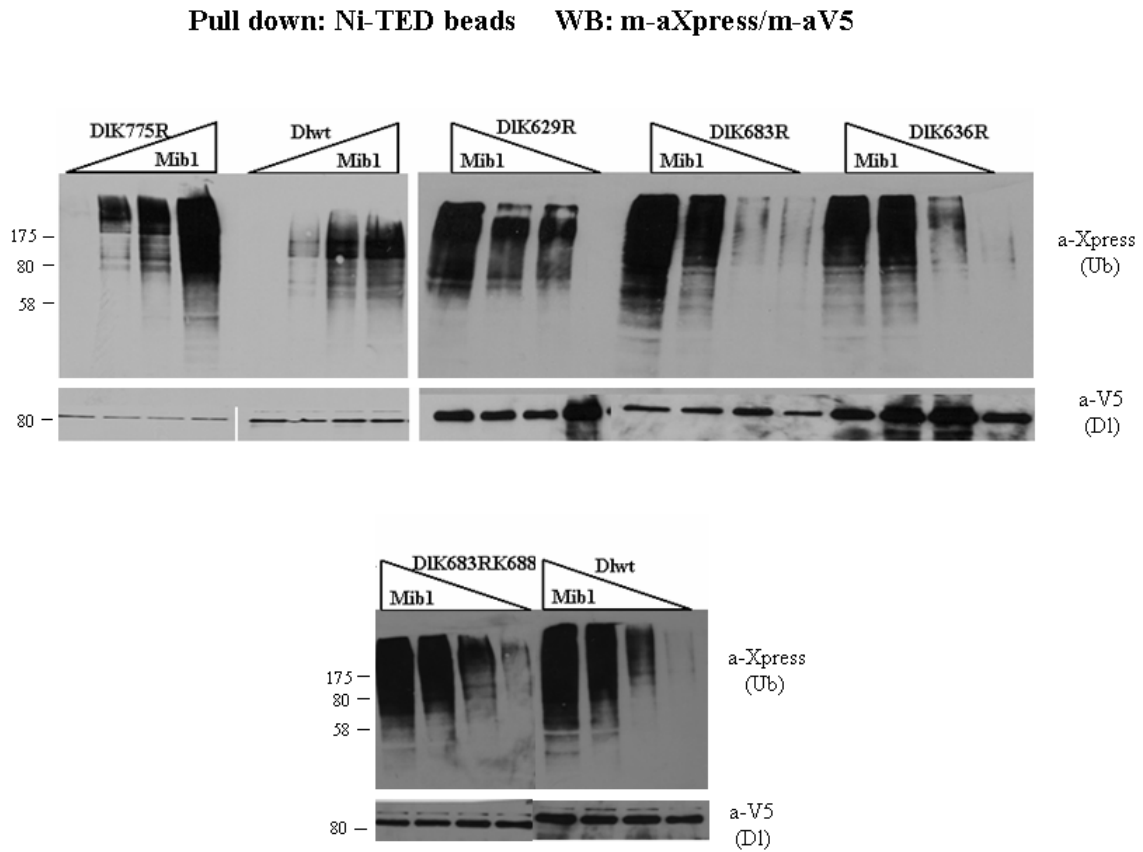 Pull down: Ni-TED beads WB: m-aXpress/m-aV5
DlK775R Dlwt DlK629R DlK683R DlK636R
Mib1 Mib1 Mib1 Mib1 Mib1
175
80
58
a-Xpress
(Ub)
80
a-V5
(Dl)
DlK683RK688 Dlwt
Mib1 Mib1
175
80
58
a-Xpress
(Ub)
80
a-V5
(Dl)